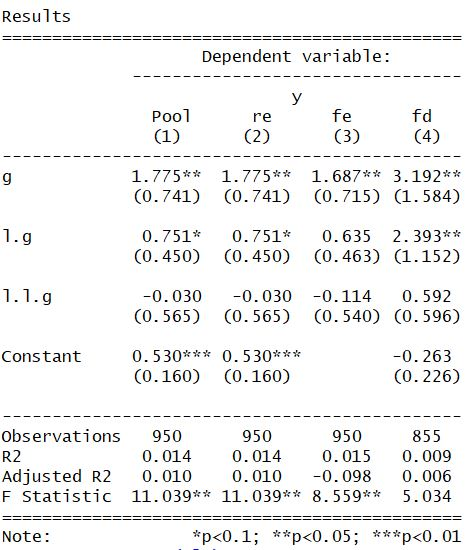 Results
==============================================
Dependent variable:
---------------------------------
y
Pool re fe fd
(1) (2) (3) (4)
----------------------------------------------
g 1.775** 1.775** 1.687** 3.192**
(0.741) (0.741) (0.715) (1.584)
l.g 0.751* 0.751* 0.635 2.393**
(0.450) (0.450) (0.463) (1.152)
l.l.g -0.030 -0.030 -0.114 0.592
(0.565) (0.565) (0.540) (0.596)
Constant 0.530*** 0.530*** -0.263
(0.160) (0.160) (0.226)
----------------------------------------------
Observations 950 950 950 855
R2 0.014 0.014 0.015 0.009
Adjusted R2 0.010 0.010 -0.098 0.006
F Statistic 11.039** 11.039** 8.559** 5.034
==============================================
Note: *p<0.1; **p<0.05; ***p<0.01